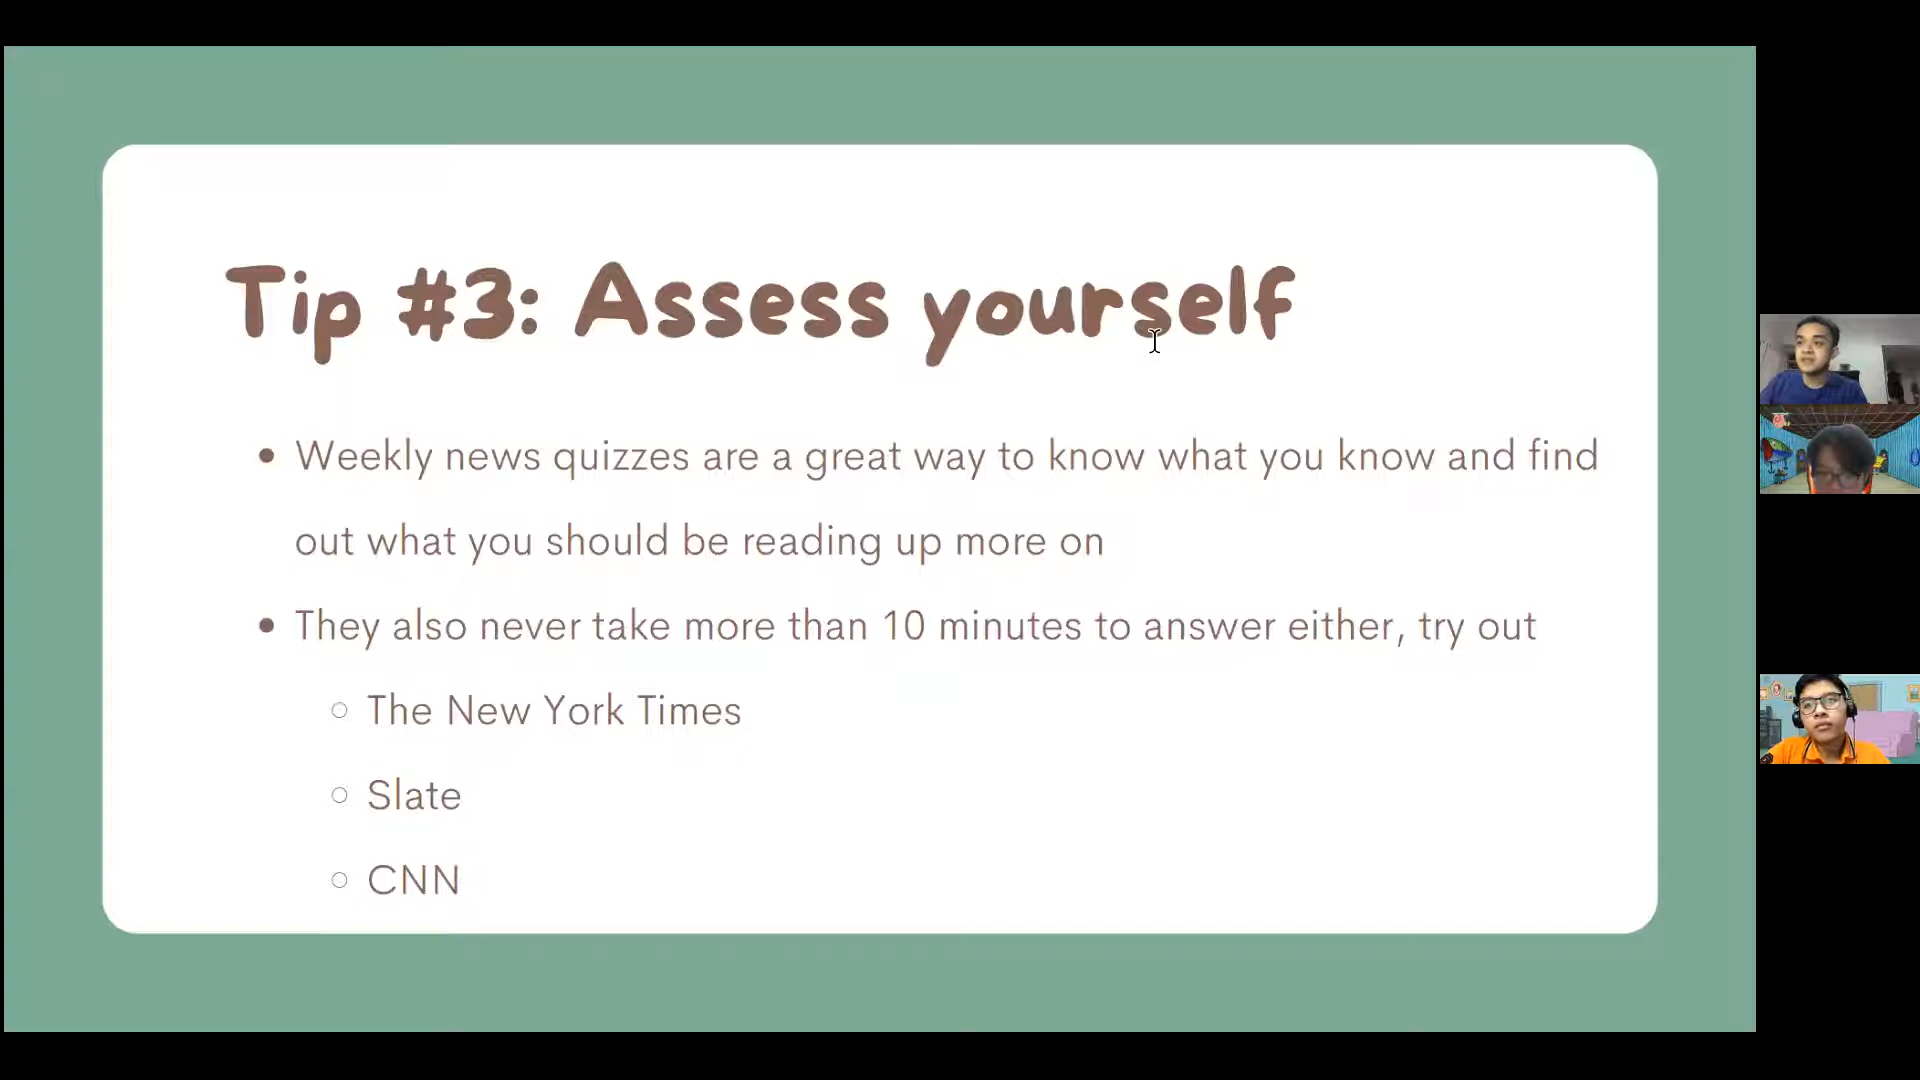 Tip #3: Assess yourself
• Weekly news quizzes are a great way to know what you know and find
out what you should be reading up more on
• They also never take more than 10 minutes to answer either, try out
○ The New York Times
○ Slate
○ CNN